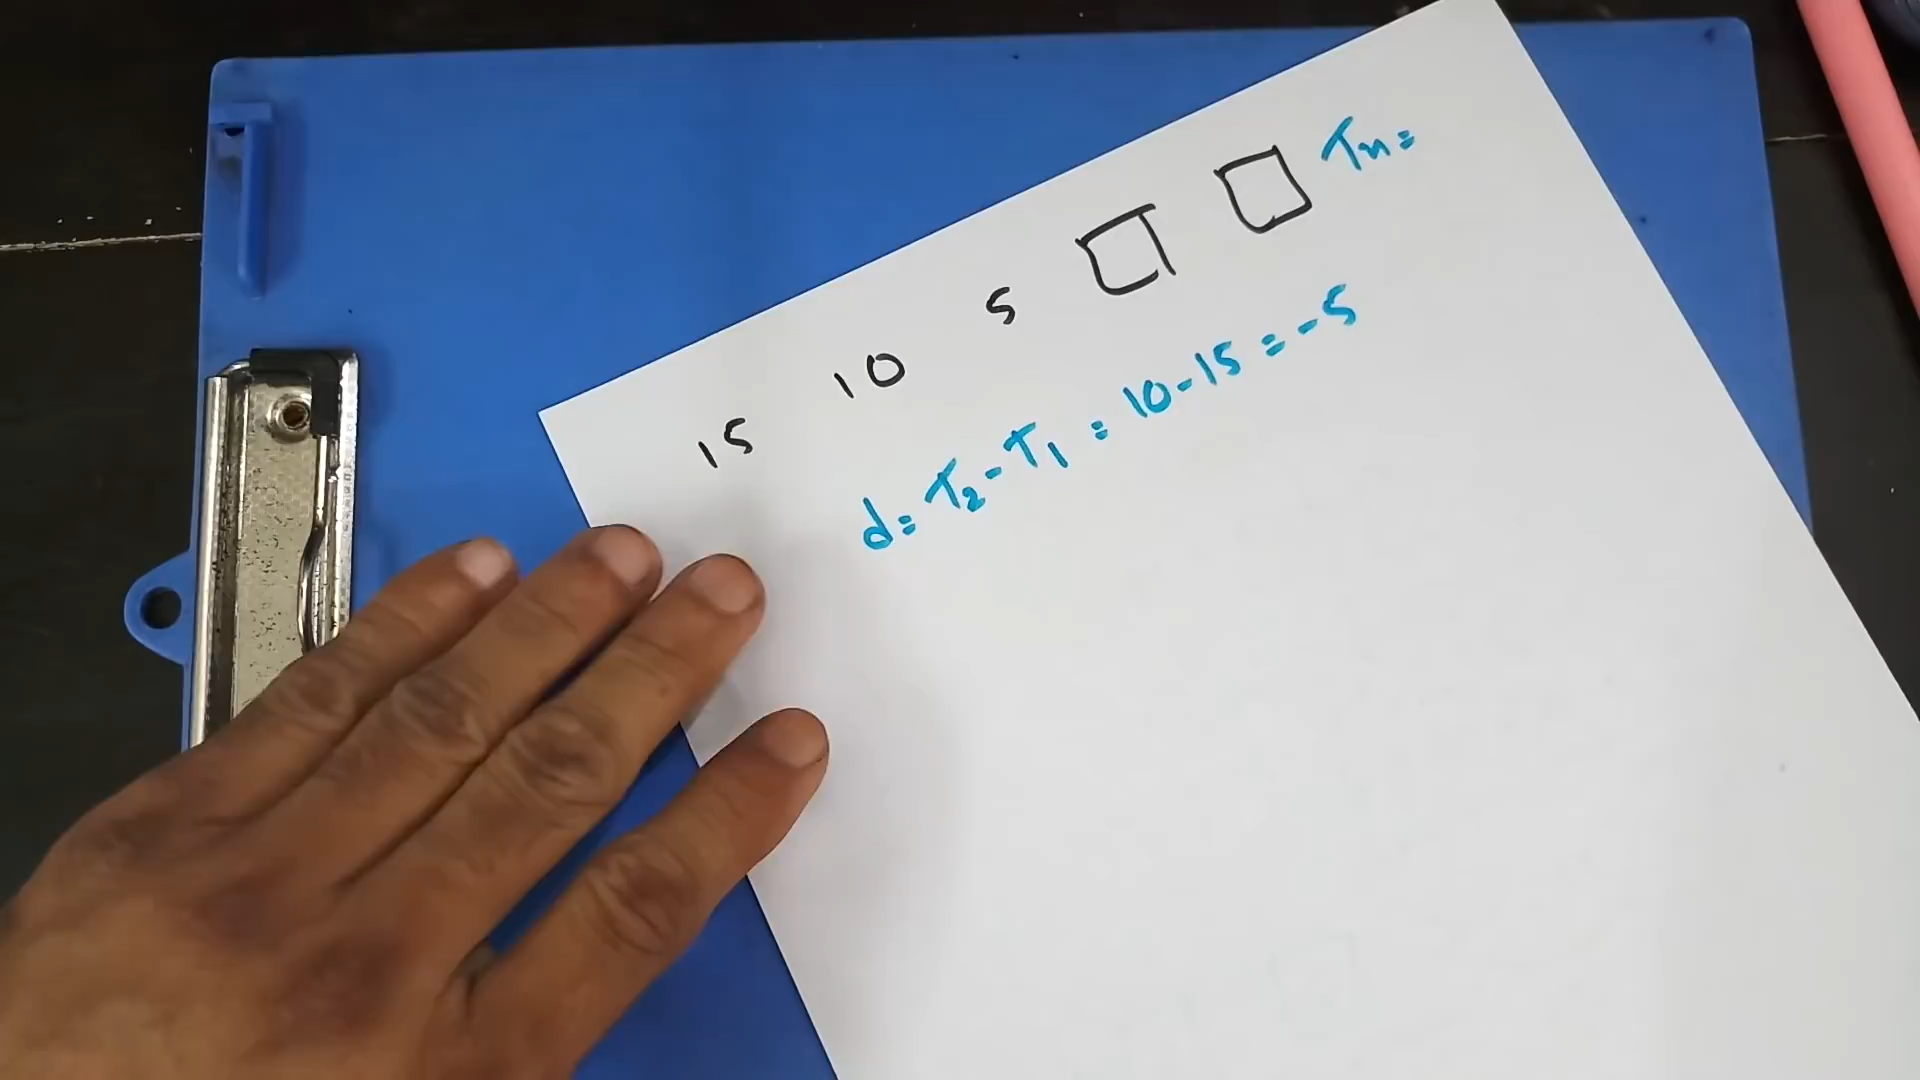 15 10 5 □ □ Tn=
d= T2-T1 = 10-15 = -5